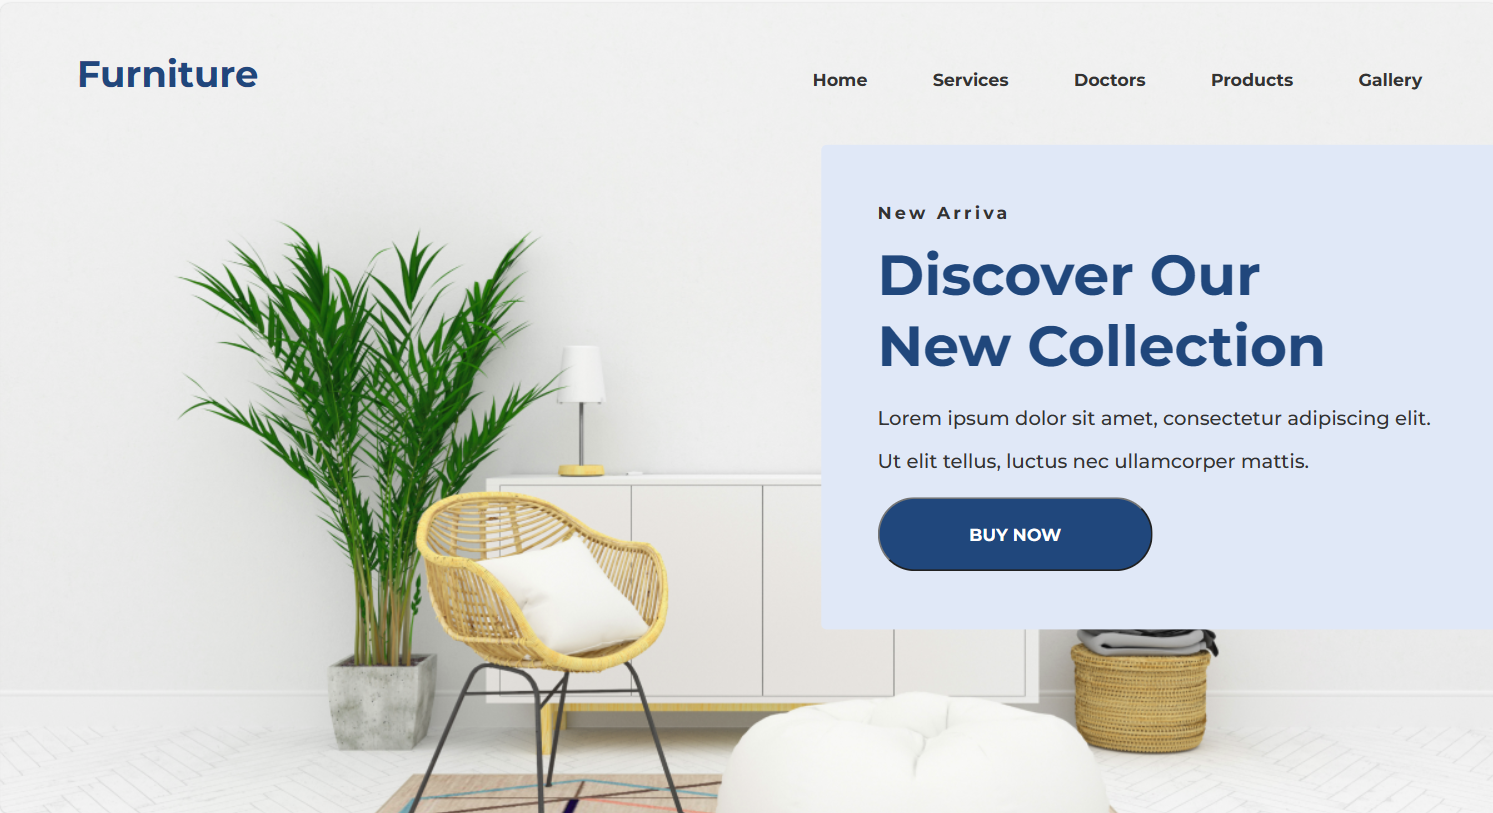 Furniture
Home Services Doctors Products Gallery
New Arriva
Discover Our
New Collection
Lorem ipsum dolor sit amet, consectetur adipiscing elit.
Ut elit tellus, luctus nec ullamcorper mattis.
BUY NOW